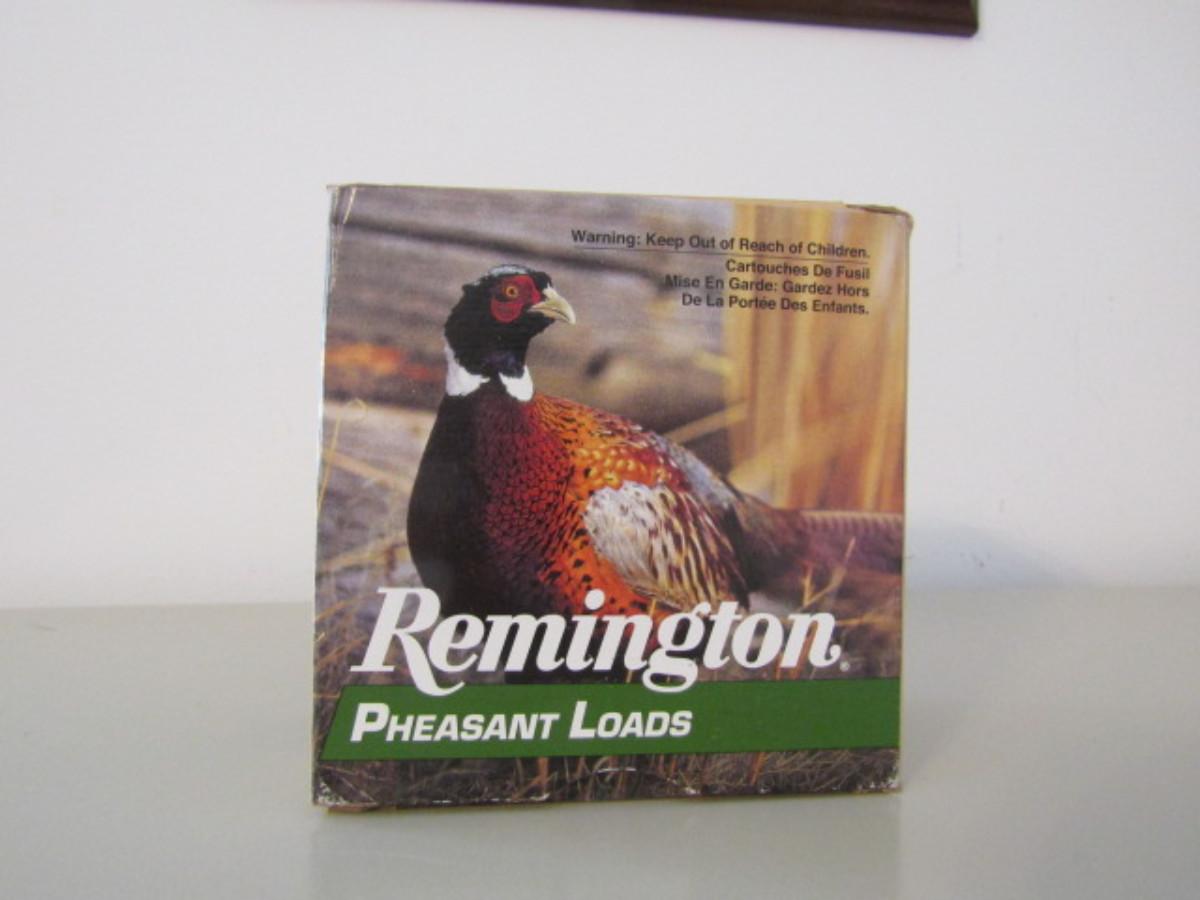 Warning: Keep Out of Reach of Children.
Cartouches De Fusil
Mise En Garde: Gardez Hors
De La Portée Des Enfants.
Remington®
PHEASANT LOADS